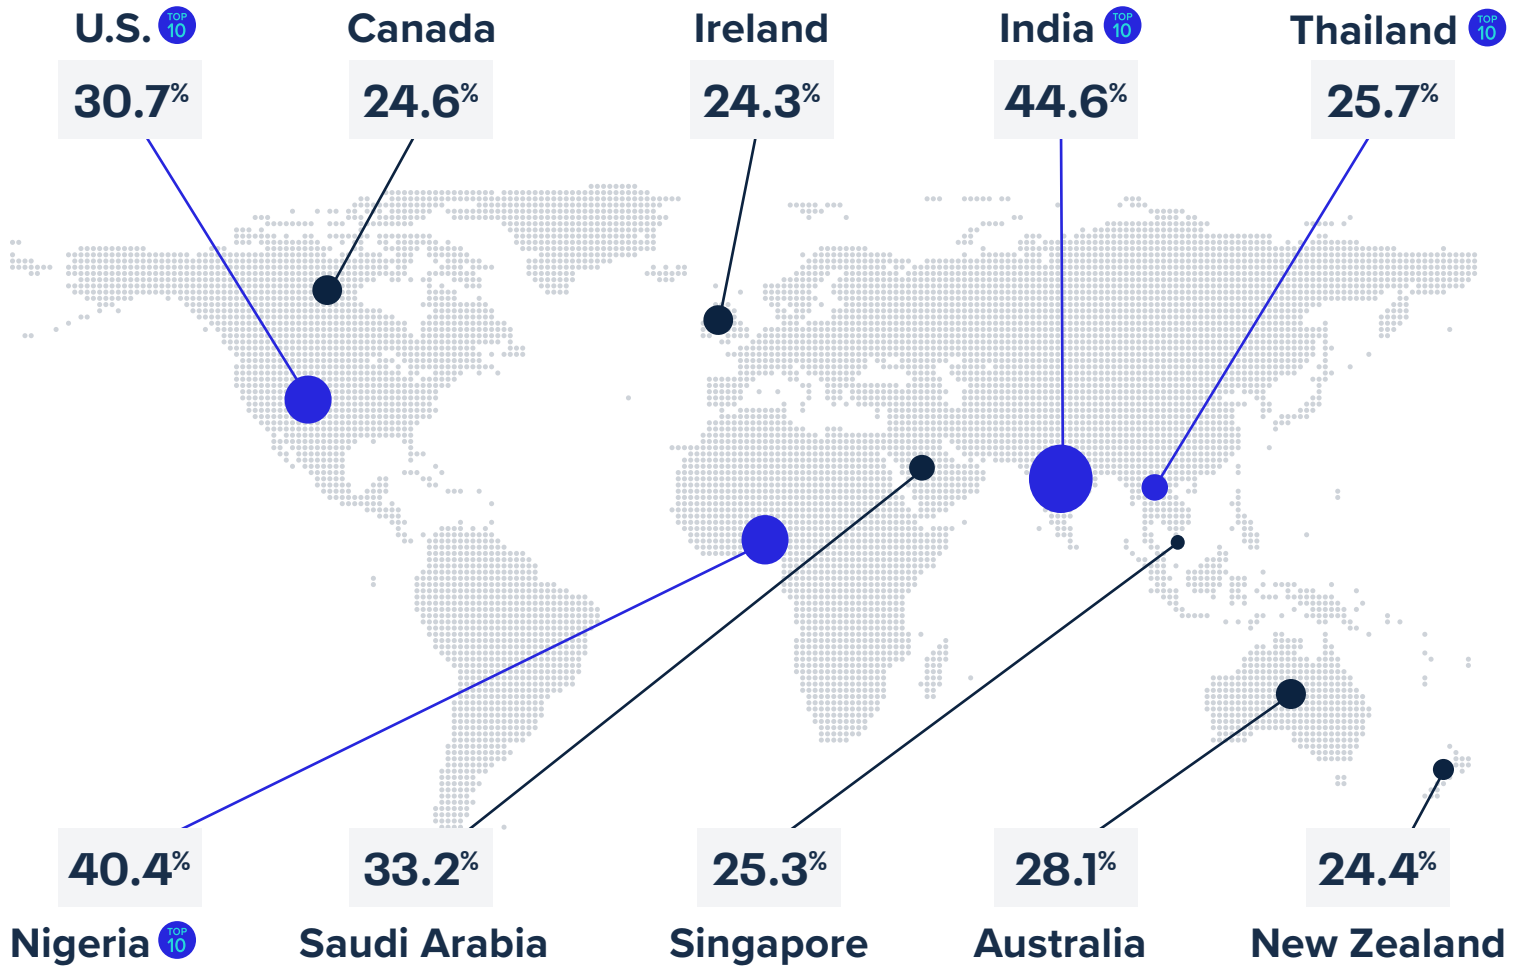 U.S. TOP 10
30.7%
Canada
24.6%
Ireland
24.3%
India TOP 10
44.6%
Thailand TOP 10
25.7%
40.4%
Nigeria TOP 10
33.2%
Saudi Arabia
25.3%
Singapore
28.1%
Australia
24.4%
New Zealand